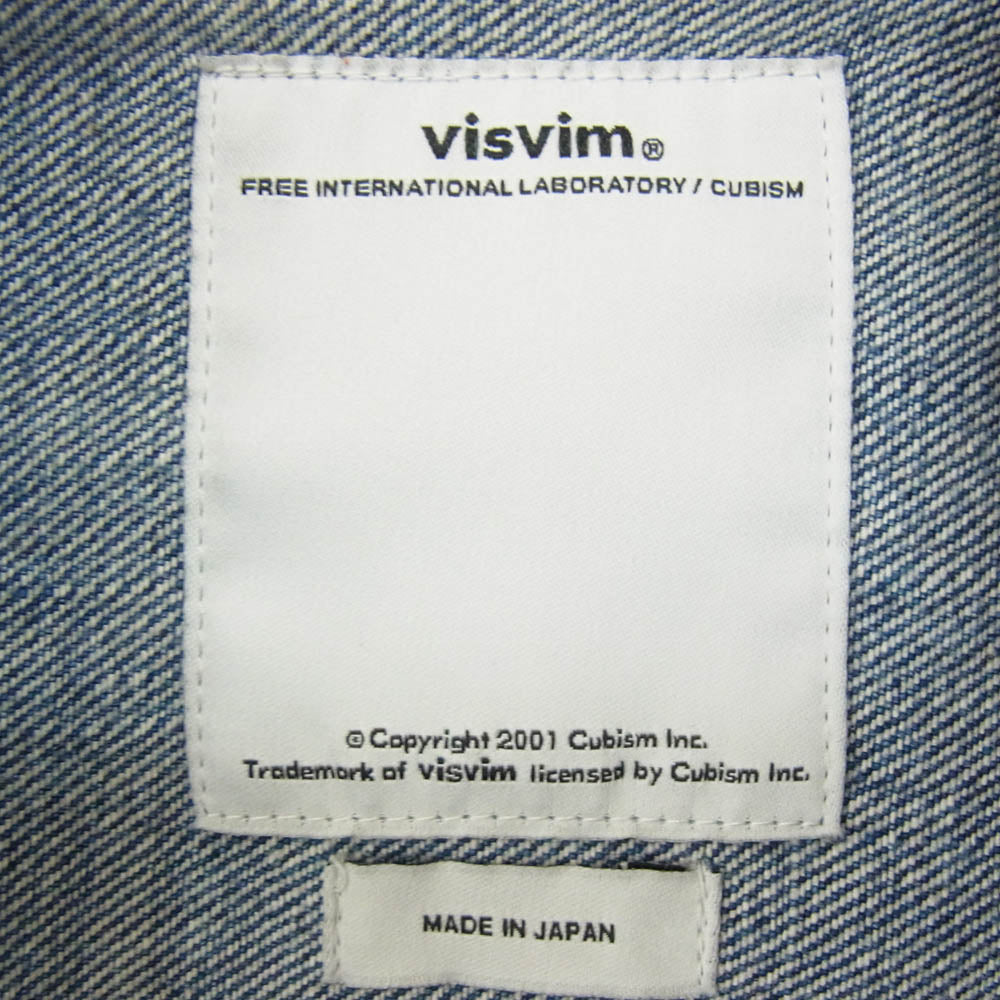 visvim®
FREE INTERNATIONAL LABORATORY / CUBISM
© Copyright 2001 Cubism Inc.
Trademark of visvim licensed by Cubism Inc.
MADE IN JAPAN